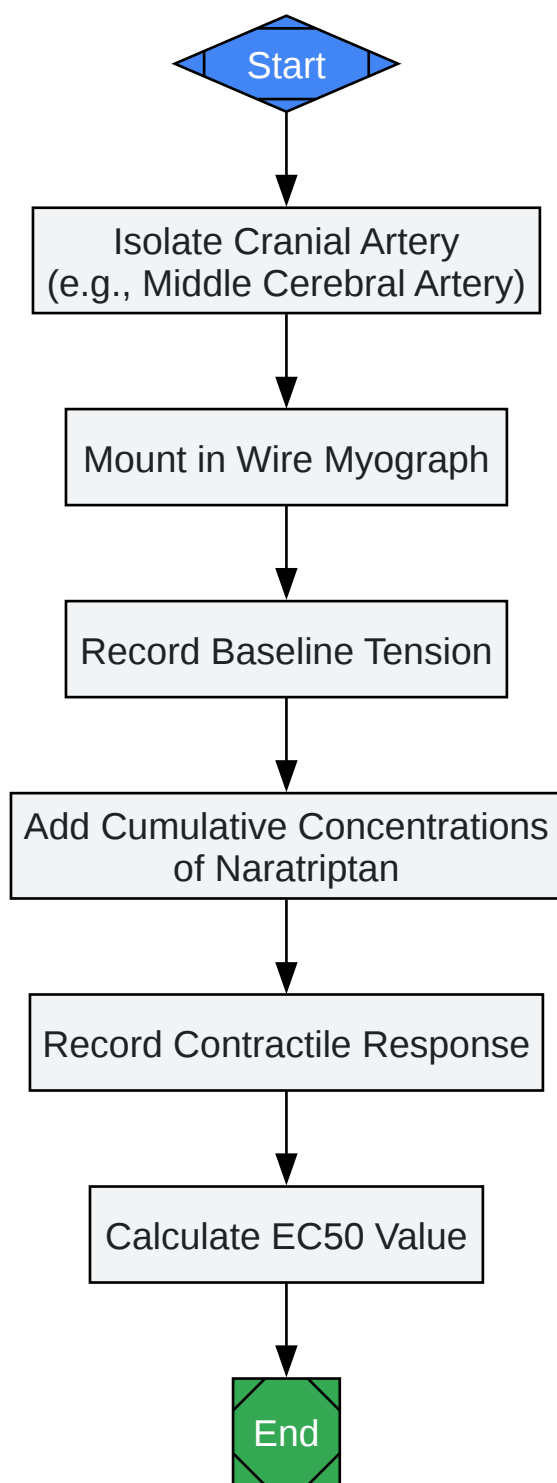 Start
Isolate Cranial Artery
(e.g., Middle Cerebral Artery)
Mount in Wire Myograph
Record Baseline Tension
Add Cumulative Concentrations
of Naratriptan
Record Contractile Response
Calculate EC50 Value
End